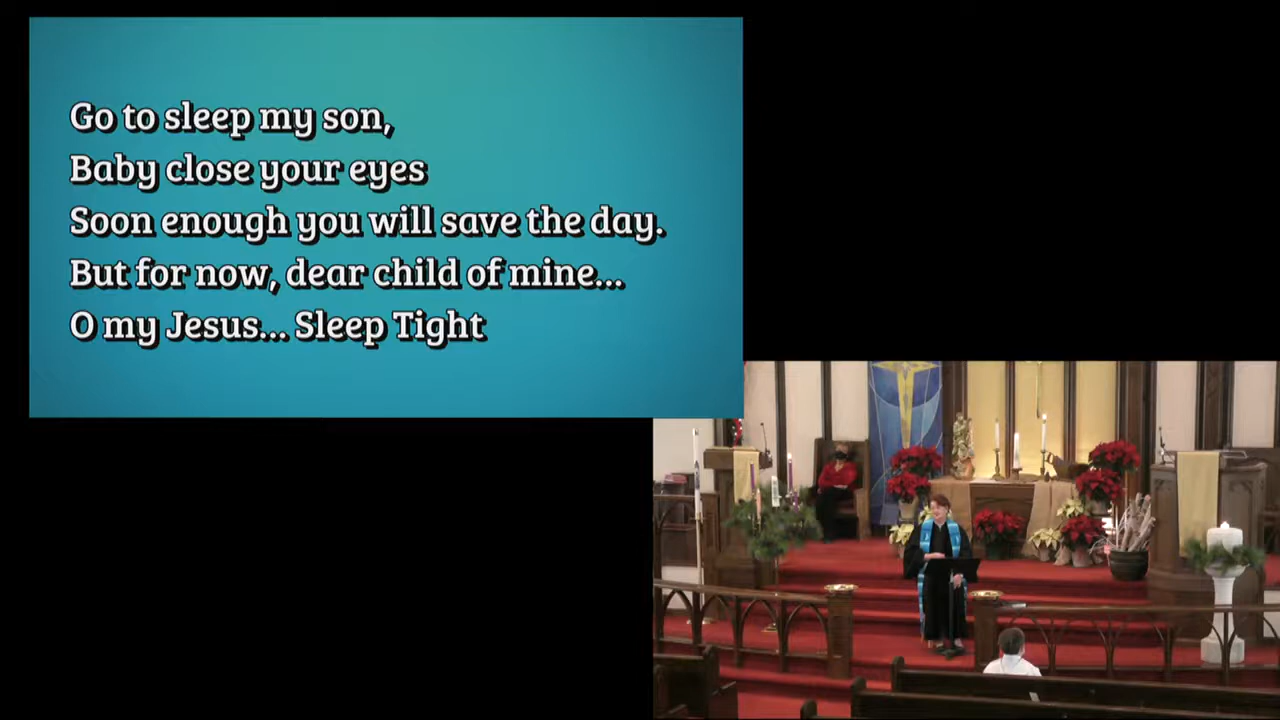 Go to sleep my son,
Baby close your eyes
Soon enough you will save the day.
But for now, dear child of mine...
O my Jesus... Sleep Tight